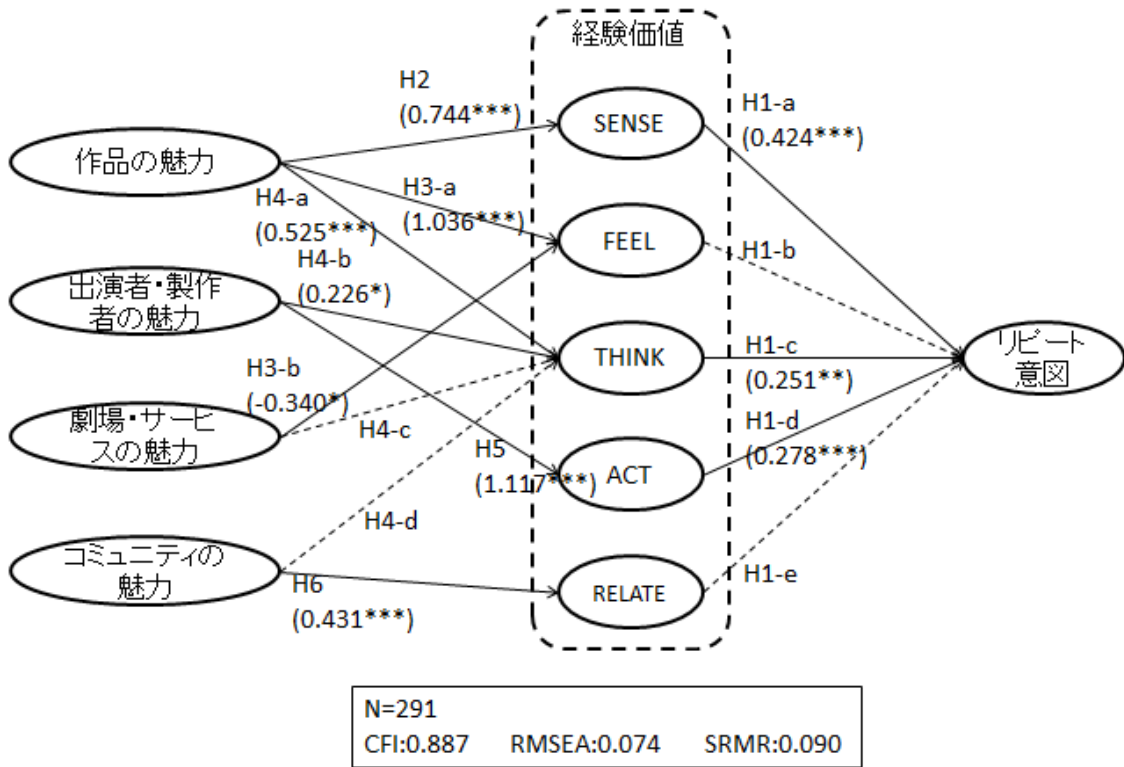 経験価値
H2
(0.744***)
SENSE
H1-a
(0.424***)
作品の魅力
H4-a
(0.525***)
H3-a
(1.036***)
FEEL
H1-b
H4-b
(0.226*)
出演者・製作
者の魅力
THINK
H1-c
(0.251**)
リピート
意図
H3-b
(-0.340*)
劇場・サービ
スの魅力
H4-c
H1-d
(0.278***)
H5
(1.117***)
ACT
H4-d
コミュニティの
魅力
H6
(0.431***)
RELATE
H1-e
N=291
CFI:0.887 RMSEA:0.074 SRMR:0.090